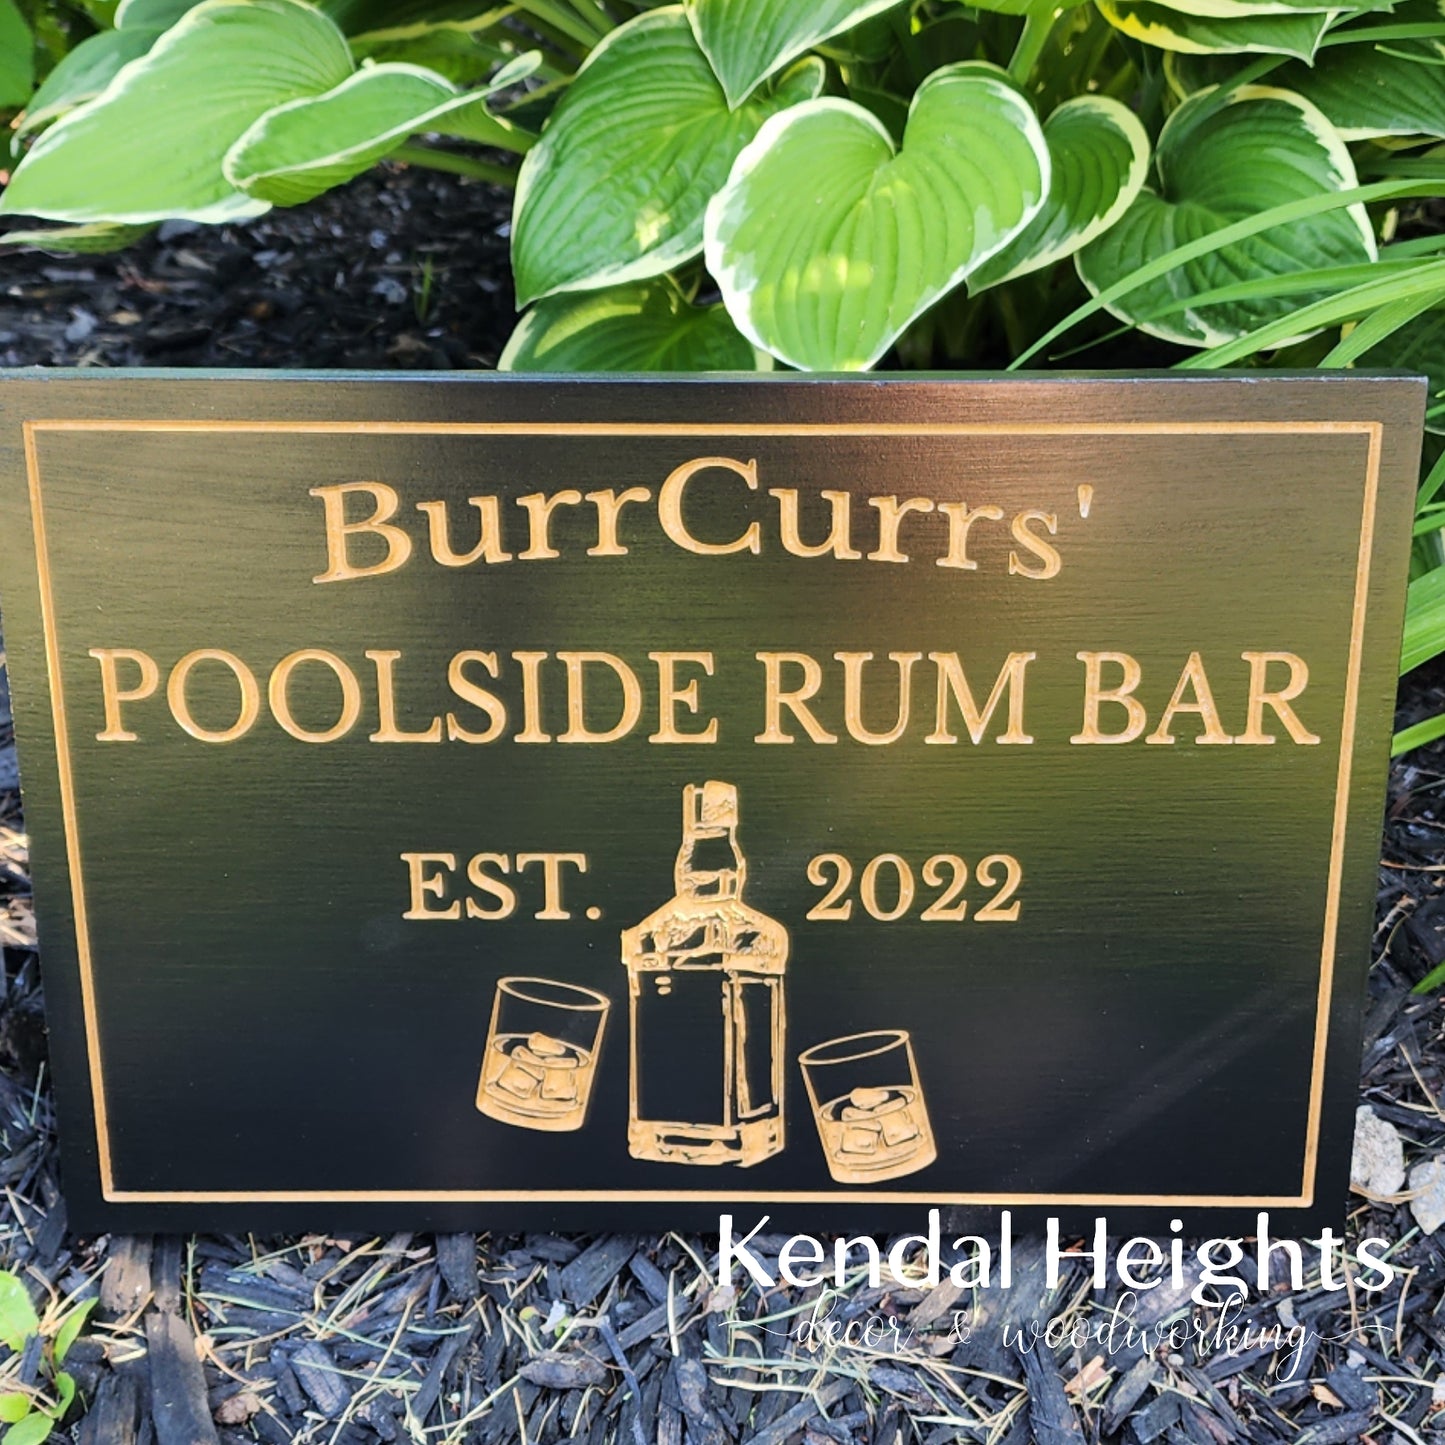 BurrCurrs'
POOLSIDE RUM BAR
EST. 2022
Kendal Heights
decor & woodworking